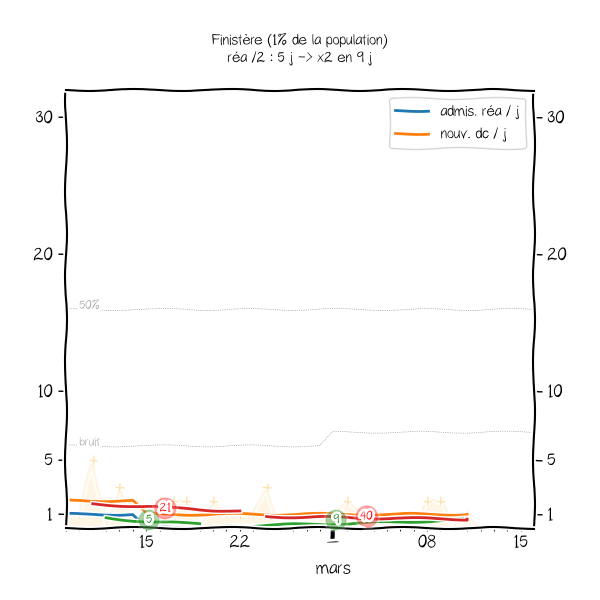 Finistère (1% de la population)
réa /2 : 5 j -> x2 en 9 j
admis. réa / j
nouv. dc / j
30 30
20 20
50%
10 10
bruit
5 5
21
5 9 40
1 1
15 22 1 08 15
mars